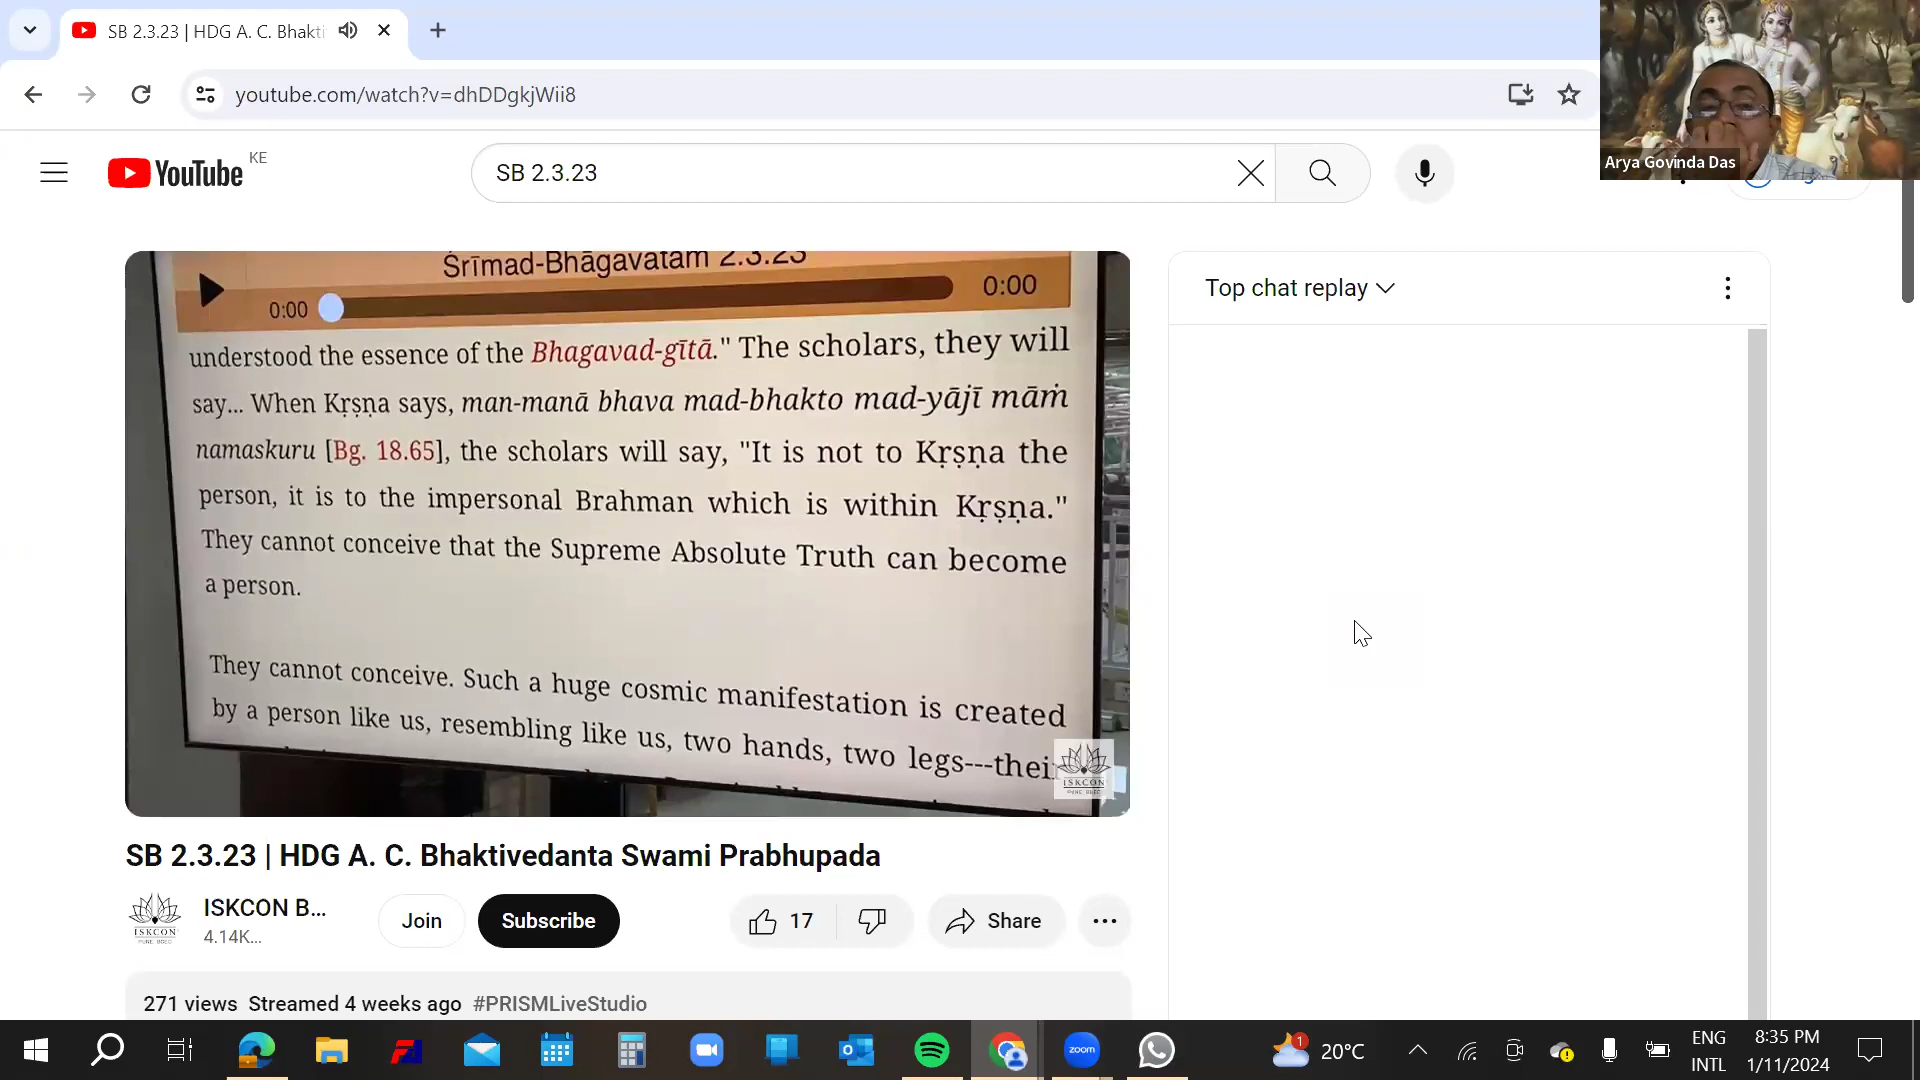 SB 2.3.23 | HDG A. C. Bhakti
youtube.com/watch?v=dhDDgkjWii8
YouTube KE
SB 2.3.23
Arya Govinda Das
Śrīmad-Bhāgavatam 2.3.23
0:00
0:00
understood the essence of the Bhagavad-gītā." The scholars, they will
say... When Kṛṣṇa says, man-manā bhava mad-bhakto mad-yājī māṁ
namaskuru [Bg. 18.65], the scholars will say, "It is not to Kṛṣṇa the
person, it is to the impersonal Brahman which is within Kṛṣṇa."
They cannot conceive that the Supreme Absolute Truth can become
a person.
They cannot conceive. Such a huge cosmic manifestation is created
by a person like us, resembling like us, two hands, two legs---thei
ISKCON
PUNE, BCEC
Top chat replay
SB 2.3.23 | HDG A. C. Bhaktivedanta Swami Prabhupada
ISKCON
PUNE, BCEC
ISKCON B...
4.14K...
Join
Subscribe
17
Share
271 views Streamed 4 weeks ago #PRISMLiveStudio
zoom
1
20°C
ENG
INTL
8:35 PM
1/11/2024